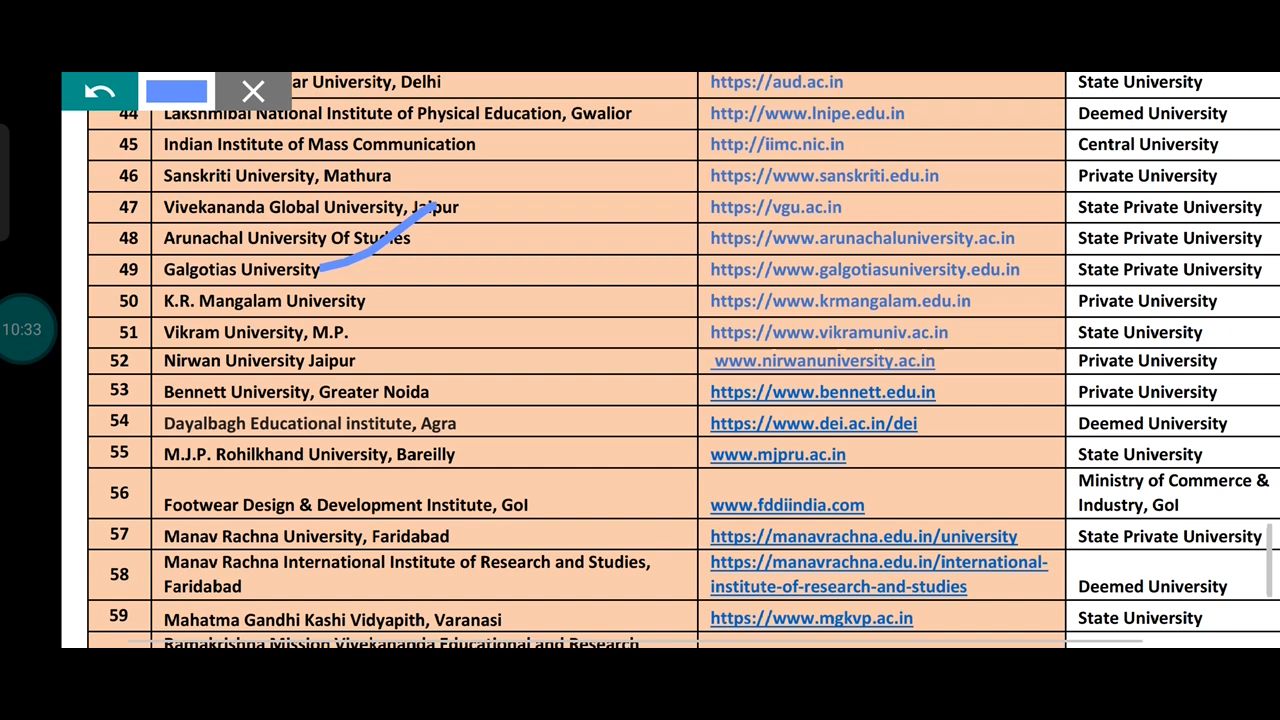 ar University, Delhi https://aud.ac.in State University
44 Lakshmibai National Institute of Physical Education, Gwalior http://www.lnipe.edu.in Deemed University
45 Indian Institute of Mass Communication http://iimc.nic.in Central University
46 Sanskriti University, Mathura https://www.sanskriti.edu.in Private University
47 Vivekananda Global University, Jaipur https://vgu.ac.in State Private University
48 Arunachal University Of Studies https://www.arunachaluniversity.ac.in State Private University
49 Galgotias University https://www.galgotiasuniversity.edu.in State Private University
10:33
50 K.R. Mangalam University https://www.krmangalam.edu.in Private University
51 Vikram University, M.P. https://www.vikramuniv.ac.in State University
52 Nirwan University Jaipur www.nirwanuniversity.ac.in Private University
53 Bennett University, Greater Noida https://www.bennett.edu.in Private University
54 Dayalbagh Educational institute, Agra https://www.dei.ac.in/dei Deemed University
55 M.J.P. Rohilkhand University, Bareilly www.mjpru.ac.in State University
56 Footwear Design & Development Institute, GoI www.fddiindia.com Ministry of Commerce &
Industry, GoI
57 Manav Rachna University, Faridabad https://manavrachna.edu.in/university State Private University
58 Manav Rachna International Institute of Research and Studies, https://manavrachna.edu.in/international-
Faridabad institute-of-research-and-studies Deemed University
59 Mahatma Gandhi Kashi Vidyapith, Varanasi https://www.mgkvp.ac.in State University
Ramakrishna Mission Vivekananda Educational and Research